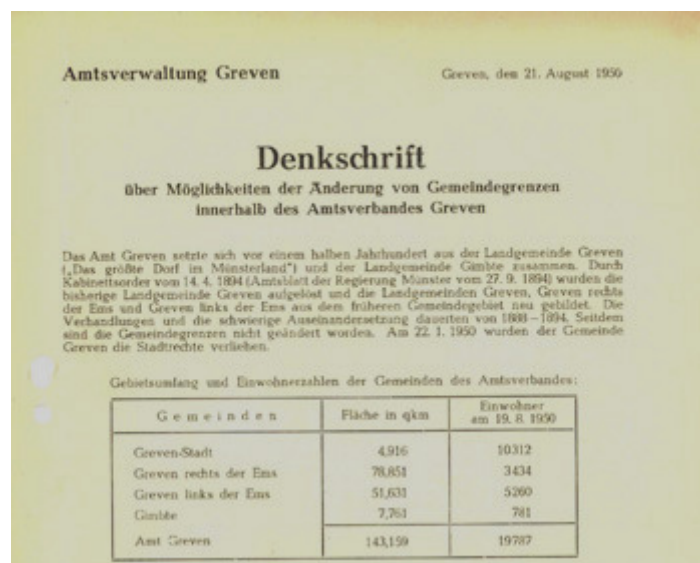 Amtsverwaltung Greven
Greven, den 21. August 1950
Denkschrift
über Möglichkeiten der Änderung von Gemeindegrenzen
innerhalb des Amtsverbandes Greven
Das Amt Greven setzte sich vor einem halben Jahrhundert aus der Landgemeinde Greven
(„Das größte Dorf im Münsterland") und der Landgemeinde Gimbte zusammen. Durch
Kabinettsorder vom 14. 4. 1894 (Amtsblatt der Regierung Münster vom 27. 9. 1894) wurden die
bisherige Landgemeinde Greven aufgelöst und die Landgemeinden Greven, Greven rechts
der Ems und Greven links der Ems aus dem früheren Gemeindegebiet neu gebildet. Die
Verhandlungen und die schwierige Auseinandersetzung dauerten von 1888–1894. Seitdem
sind die Gemeindegrenzen nicht geändert worden. Am 22. 1. 1950 wurden der Gemeinde
Greven die Stadtrechte verliehen.
Gebietsumfang und Einwohnerzahlen der Gemeinden des Amtsverbandes:
Gemeinden Fläche in qkm Einwohner
am 19. 8. 1950
Greven-Stadt 4,916 10312
Greven rechts der Ems 78,851 3434
Greven links der Ems 51,631 5260
Gimbte 7,761 781
Amt Greven 143,159 19787